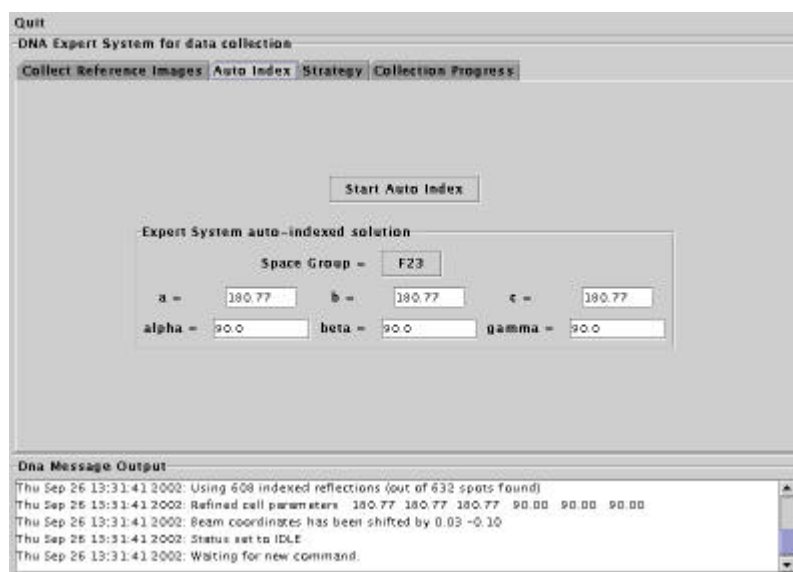 Quit
DNA Expert System for data collection
Collect Reference Images Auto Index Strategy Collection Progress
Start Auto Index
Expert System auto-indexed solution
Space Group = F23
a = 180.77 b = 180.77 c = 180.77
alpha = 90.0 beta = 90.0 gamma = 90.0
Dna Message Output
Thu Sep 26 13:31:41 2002: Using 608 indexed reflections (out of 632 spots found)
Thu Sep 26 13:31:41 2002: Refined cell parameters 180.77 180.77 180.77 90.00 90.00 90.00
Thu Sep 26 13:31:41 2002: Beam coordinates has been shifted by 0.03 -0.10
Thu Sep 26 13:31:41 2002: Status set to IDLE
Thu Sep 26 13:31:41 2002: Waiting for new command.